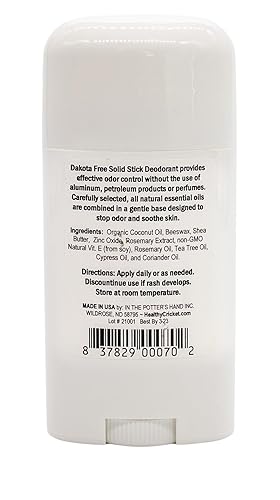 Dakota Free Solid Stick Deodorant provides
effective odor control without the use of
aluminum, petroleum products or perfumes.
Carefully selected, all natural essential oils
are combined in a gentle base designed to
stop odor and soothe skin.
Ingredients: Organic Coconut Oil, Beeswax, Shea
Butter, Zinc Oxide, Rosemary Extract, non-GMO
Natural Vit. E (from soy), Rosemary Oil, Tea Tree Oil,
Cypress Oil, and Coriander Oil.
Directions: Apply daily or as needed.
Discontinue use if rash develops.
Store at room temperature.
MADE IN USA by: IN THE POTTER'S HAND INC.
WILDROSE, ND 58795 ~ HealthyCricket.com
Lot # 21001 Best By 3-23
8 37829 00070 2